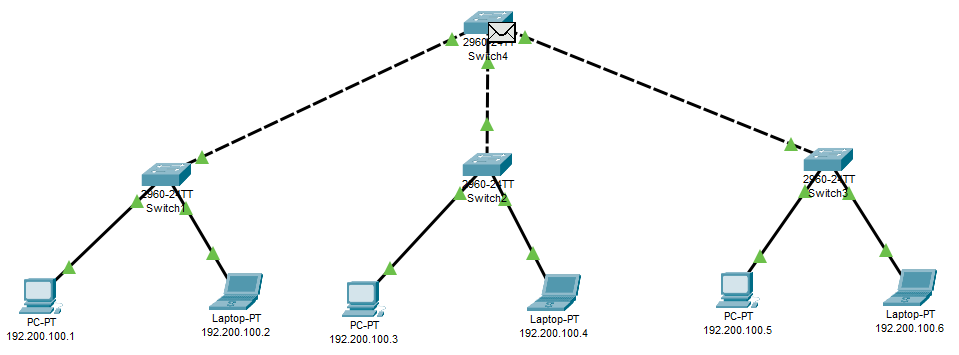 2960-24TT
Switch4
2960-24TT
Switch1
2960-24TT
Switch2
2960-24TT
Switch3
PC-PT
192.200.100.1
Laptop-PT
192.200.100.2
PC-PT
192.200.100.3
Laptop-PT
192.200.100.4
PC-PT
192.200.100.5
Laptop-PT
192.200.100.6